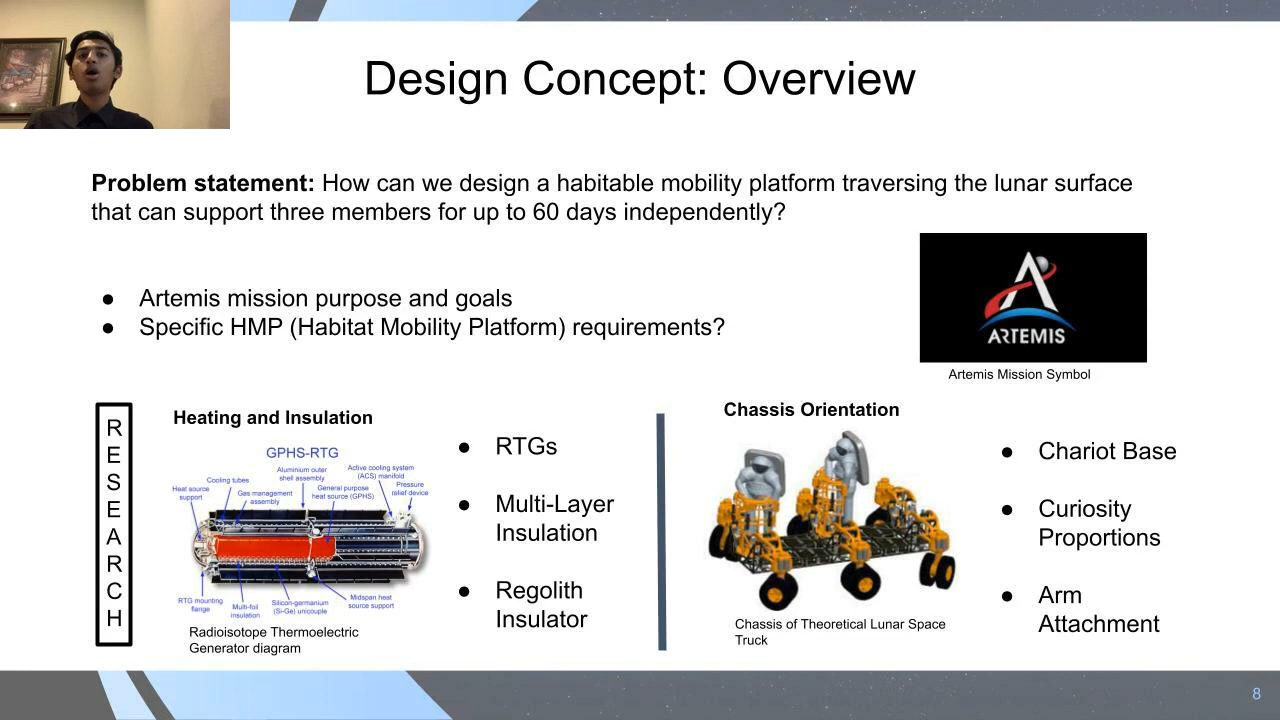 Design Concept: Overview
Problem statement: How can we design a habitable mobility platform traversing the lunar surface
that can support three members for up to 60 days independently?
● Artemis mission purpose and goals
● Specific HMP (Habitat Mobility Platform) requirements?
ARTEMIS
Artemis Mission Symbol
R
E
S
E
A
R
C
H
Heating and Insulation
GPHS-RTG
Aluminium outer
shell assembly
Active cooling system
(ACS) manifold
Cooling tubes
Heat source
support
Gas management
assembly
General purpose
heat source (GPHS)
Pressure
relief device
RTG mounting
flange
Multi-foil
insulation
Silicon-germanium
(Si-Ge) unicouple
Midspan heat
source support
Radioisotope Thermoelectric
Generator diagram
● RTGs
● Multi-Layer
Insulation
● Regolith
Insulator
Chassis Orientation
Chassis of Theoretical Lunar Space
Truck
● Chariot Base
● Curiosity
Proportions
● Arm
Attachment
8